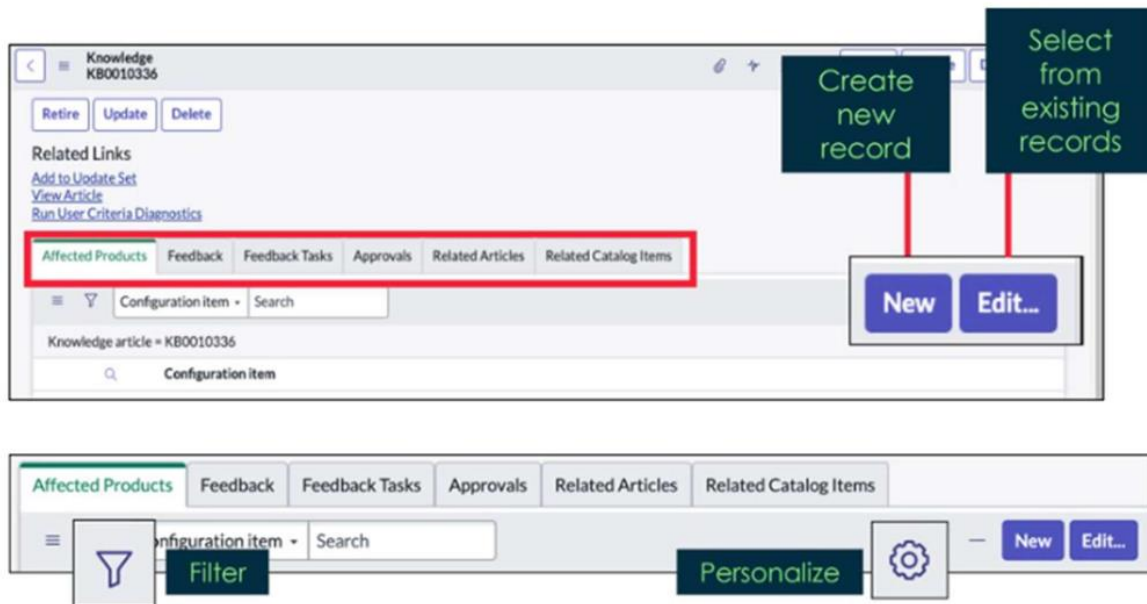 Knowledge
KB0010336
Create
new
record
Select
from
existing
records
Retire Update Delete
Related Links
Add to Update Set
View Article
Run User Criteria Diagnostics
Affected Products Feedback Feedback Tasks Approvals Related Articles Related Catalog Items
Configuration item Search
New Edit...
Knowledge article = KB0010336
Configuration item
Affected Products Feedback Feedback Tasks Approvals Related Articles Related Catalog Items
nfiguration item Search
New Edit...
Filter
Personalize